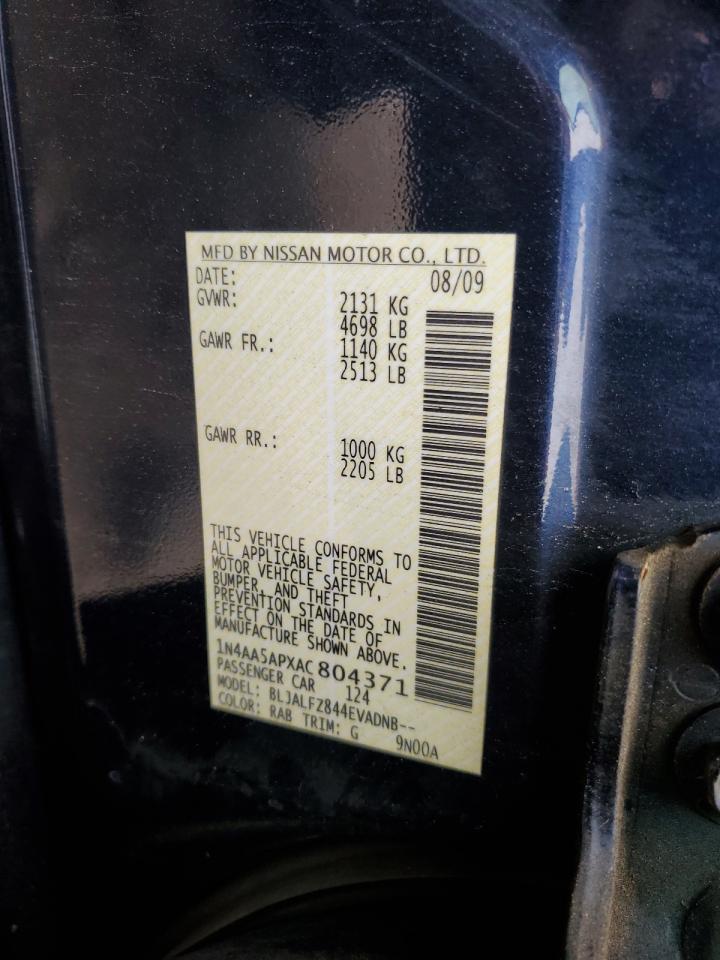 MFD BY NISSAN MOTOR CO., LTD.
DATE: 08/09
GVWR: 2131 KG
4698 LB
GAWR FR.: 1140 KG
2513 LB
GAWR RR.: 1000 KG
2205 LB
THIS VEHICLE CONFORMS TO
ALL APPLICABLE FEDERAL
MOTOR VEHICLE SAFETY,
BUMPER, AND THEFT
PREVENTION STANDARDS IN
EFFECT ON THE DATE OF
MANUFACTURE SHOWN ABOVE.
1N4AA5APXAC 804371
PASSENGER CAR 124
MODEL: BLJALFZ844EVADNB--
COLOR: RAB TRIM: G 9N00A